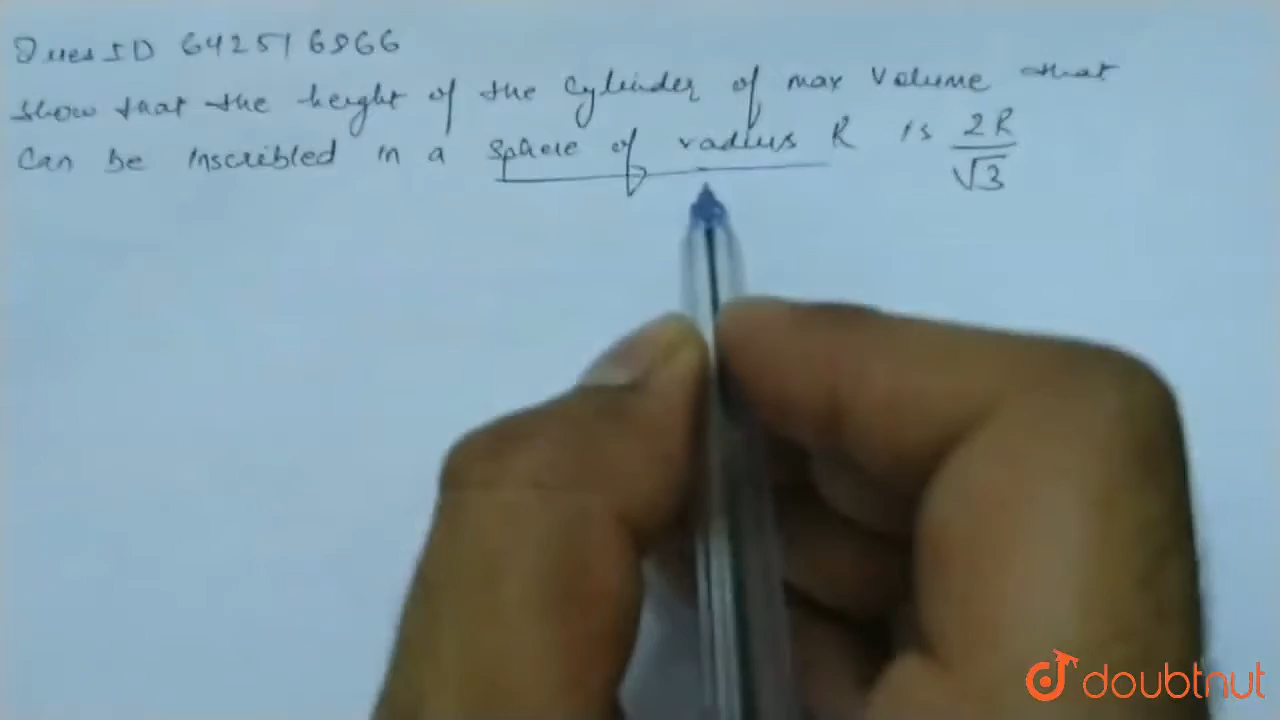 Ques ID 642516966
Show that the height of the Cylinder of max Volume that
Can be Inscribled in a sphere of radius R is 2R/√3
doubtnut